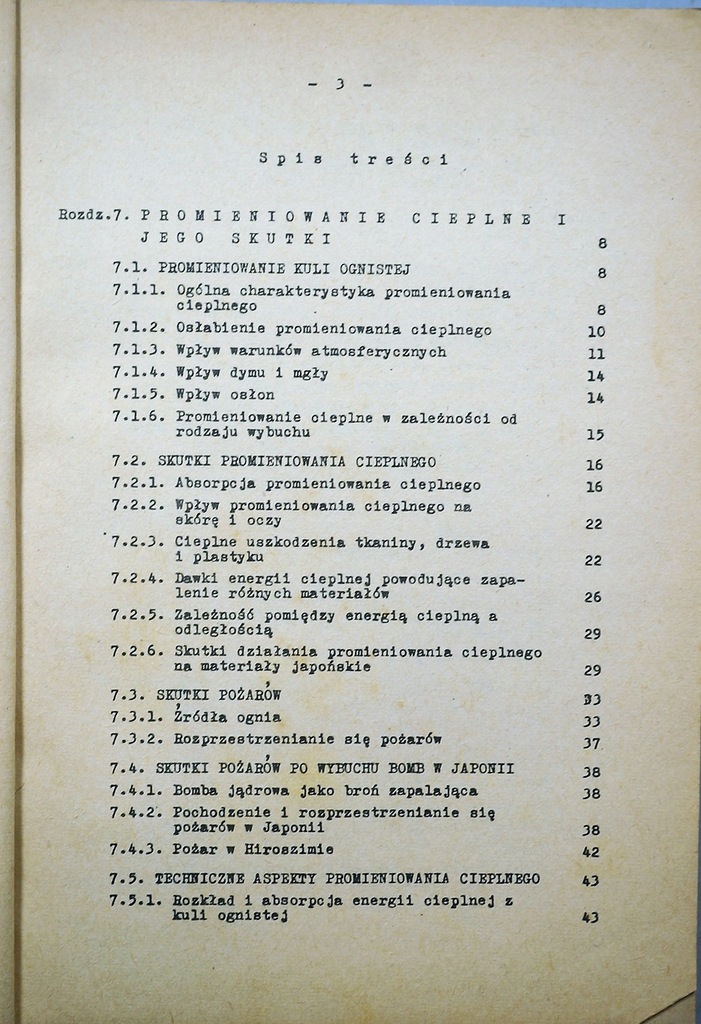 - 3 -
Spis treści
Rozdz.7. PROMIENIOWANIE CIEPLNE I
JEGO SKUTKI 8
7.1. PROMIENIOWANIE KULI OGNISTEJ 8
7.1.1. Ogólna charakterystyka promieniowania
cieplnego 8
7.1.2. Osłabienie promieniowania cieplnego 10
7.1.3. Wpływ warunków atmosferycznych 11
7.1.4. Wpływ dymu i mgły 14
7.1.5. Wpływ osłon 14
7.1.6. Promieniowanie cieplne w zależności od
rodzaju wybuchu 15
7.2. SKUTKI PROMIENIOWANIA CIEPLNEGO 16
7.2.1. Absorpcja promieniowania cieplnego 16
7.2.2. Wpływ promieniowania cieplnego na
skórę i oczy 22
7.2.3. Cieplne uszkodzenia tkaniny, drzewa
i plastyku 22
7.2.4. Dawki energii cieplnej powodujące zapa-
lenie różnych materiałów 26
7.2.5. Zależność pomiędzy energią cieplną a
odległością 29
7.2.6. Skutki działania promieniowania cieplnego
na materiały japońskie 29
7.3. SKUTKI POŻARÓW 33
7.3.1. Źródła ognia 33
7.3.2. Rozprzestrzenianie się pożarów 37
7.4. SKUTKI POŻARÓW PO WYBUCHU BOMB W JAPONII 38
7.4.1. Bomba jądrowa jako broń zapalająca 38
7.4.2. Pochodzenie i rozprzestrzenianie się
pożarów w Japonii 38
7.4.3. Pożar w Hiroszimie 42
7.5. TECHNICZNE ASPEKTY PROMIENIOWANIA CIEPLNEGO 43
7.5.1. Rozkład i absorpcja energii cieplnej z
kuli ognistej 43